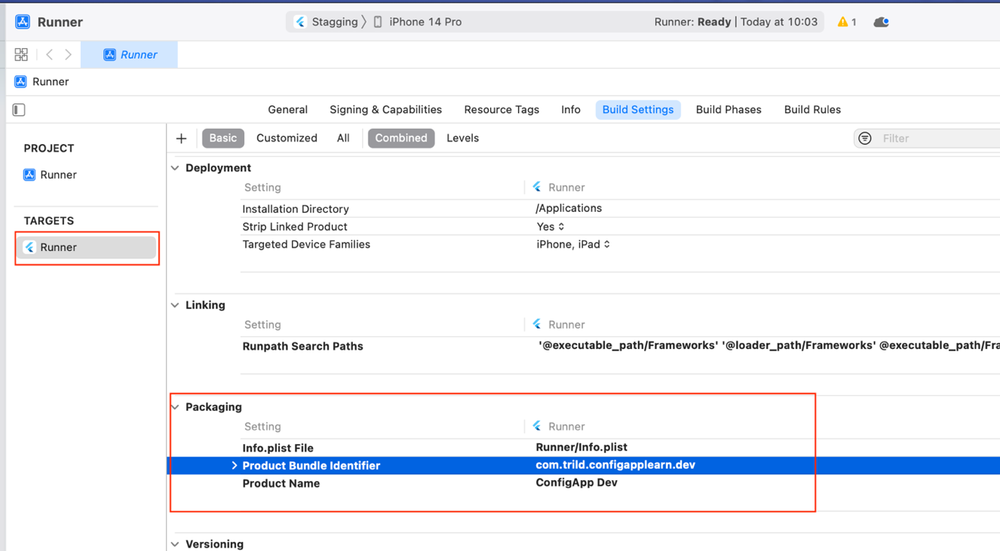 Runner
Stagging 〉 iPhone 14 Pro
Runner: Ready | Today at 10:03
1
Runner
Runner
General Signing & Capabilities Resource Tags Info Build Settings Build Phases Build Rules
PROJECT
Runner
TARGETS
Runner
+ Basic Customized All Combined Levels
Filter
Deployment
Setting Runner
Installation Directory /Applications
Strip Linked Product Yes
Targeted Device Families iPhone, iPad
Linking
Setting Runner
Runpath Search Paths '@executable_path/Frameworks' '@loader_path/Frameworks' @executable_path/Fra
Packaging
Setting Runner
Info.plist File Runner/Info.plist
Product Bundle Identifier com.trild.configapplearn.dev
Product Name ConfigApp Dev
Versioning